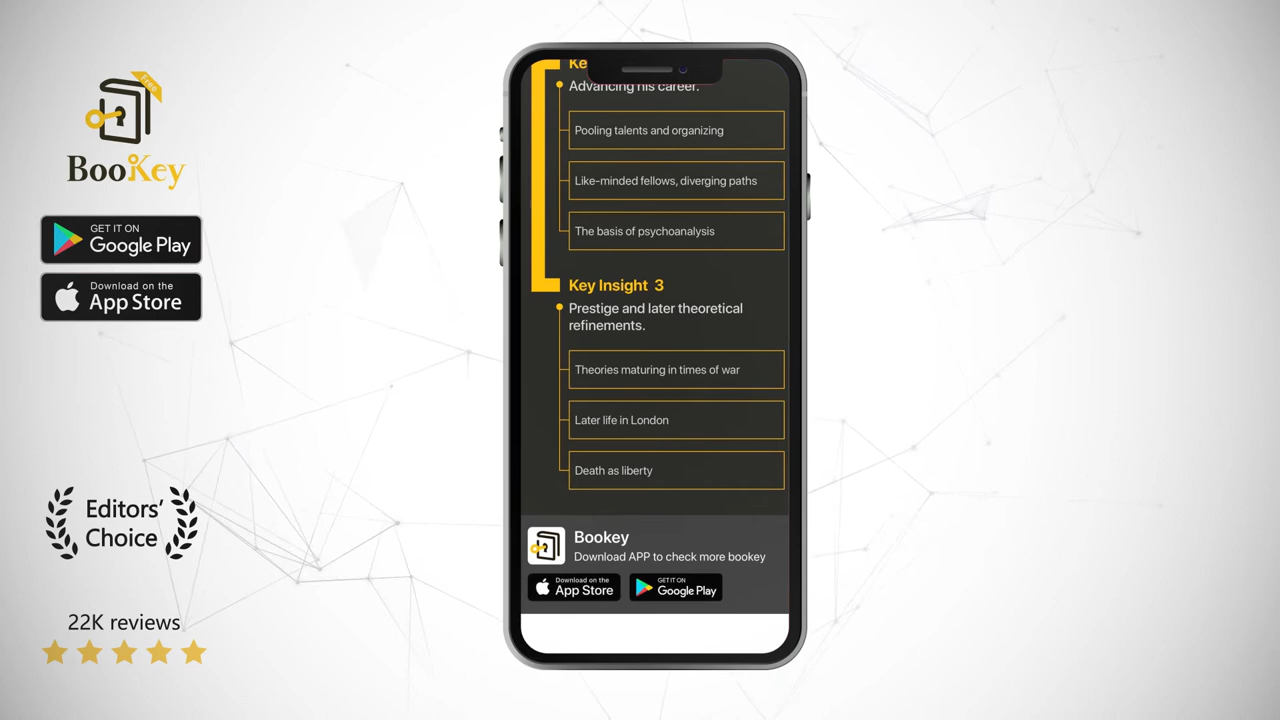 Free
BooKey
GET IT ON
Google Play
Download on the
App Store
Editors’
Choice
22K reviews
Ke
Advancing his career.
Pooling talents and organizing
Like-minded fellows, diverging paths
The basis of psychoanalysis
Key Insight 3
Prestige and later theoretical
refinements.
Theories maturing in times of war
Later life in London
Death as liberty
Bookey
Download APP to check more bookey
Download on the
App Store
GET IT ON
Google Play